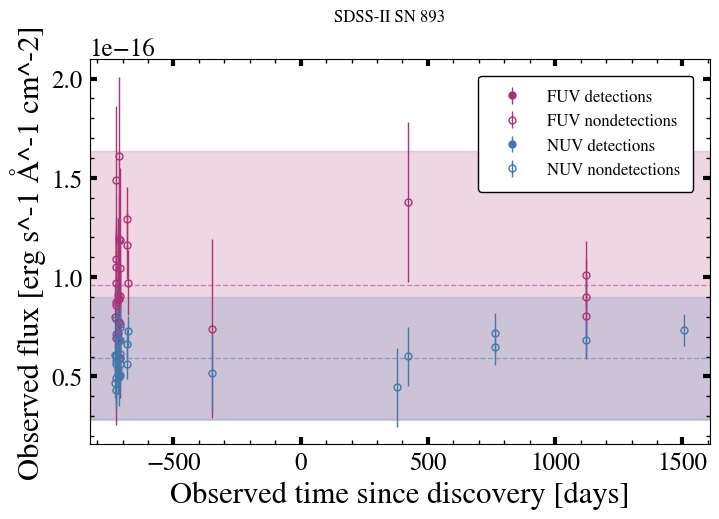 SDSS-II SN 893
1e−16
Observed flux [erg s^-1 Å^-1 cm^-2]
2.0
1.5
1.0
0.5
FUV detections
FUV nondetections
NUV detections
NUV nondetections
−500 0 500 1000 1500
Observed time since discovery [days]